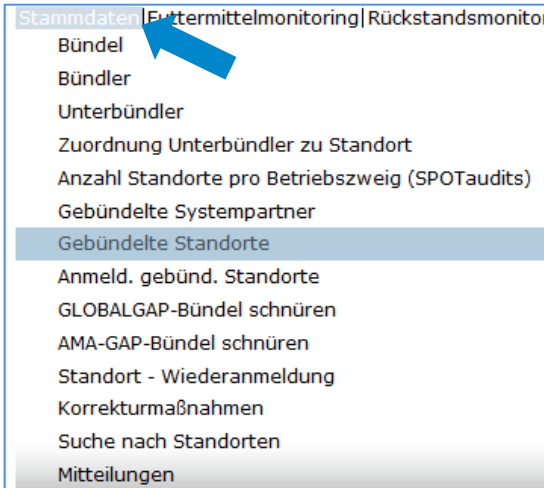 Stammdaten|Futtermittelmonitoring|Rückstandsmonitor
Bündel
Bündler
Unterbündler
Zuordnung Unterbündler zu Standort
Anzahl Standorte pro Betriebszweig (SPOTaudits)
Gebündelte Systempartner
Gebündelte Standorte
Anmeld. gebünd. Standorte
GLOBALGAP-Bündel schnüren
AMA-GAP-Bündel schnüren
Standort - Wiederanmeldung
Korrekturmaßnahmen
Suche nach Standorten
Mitteilungen